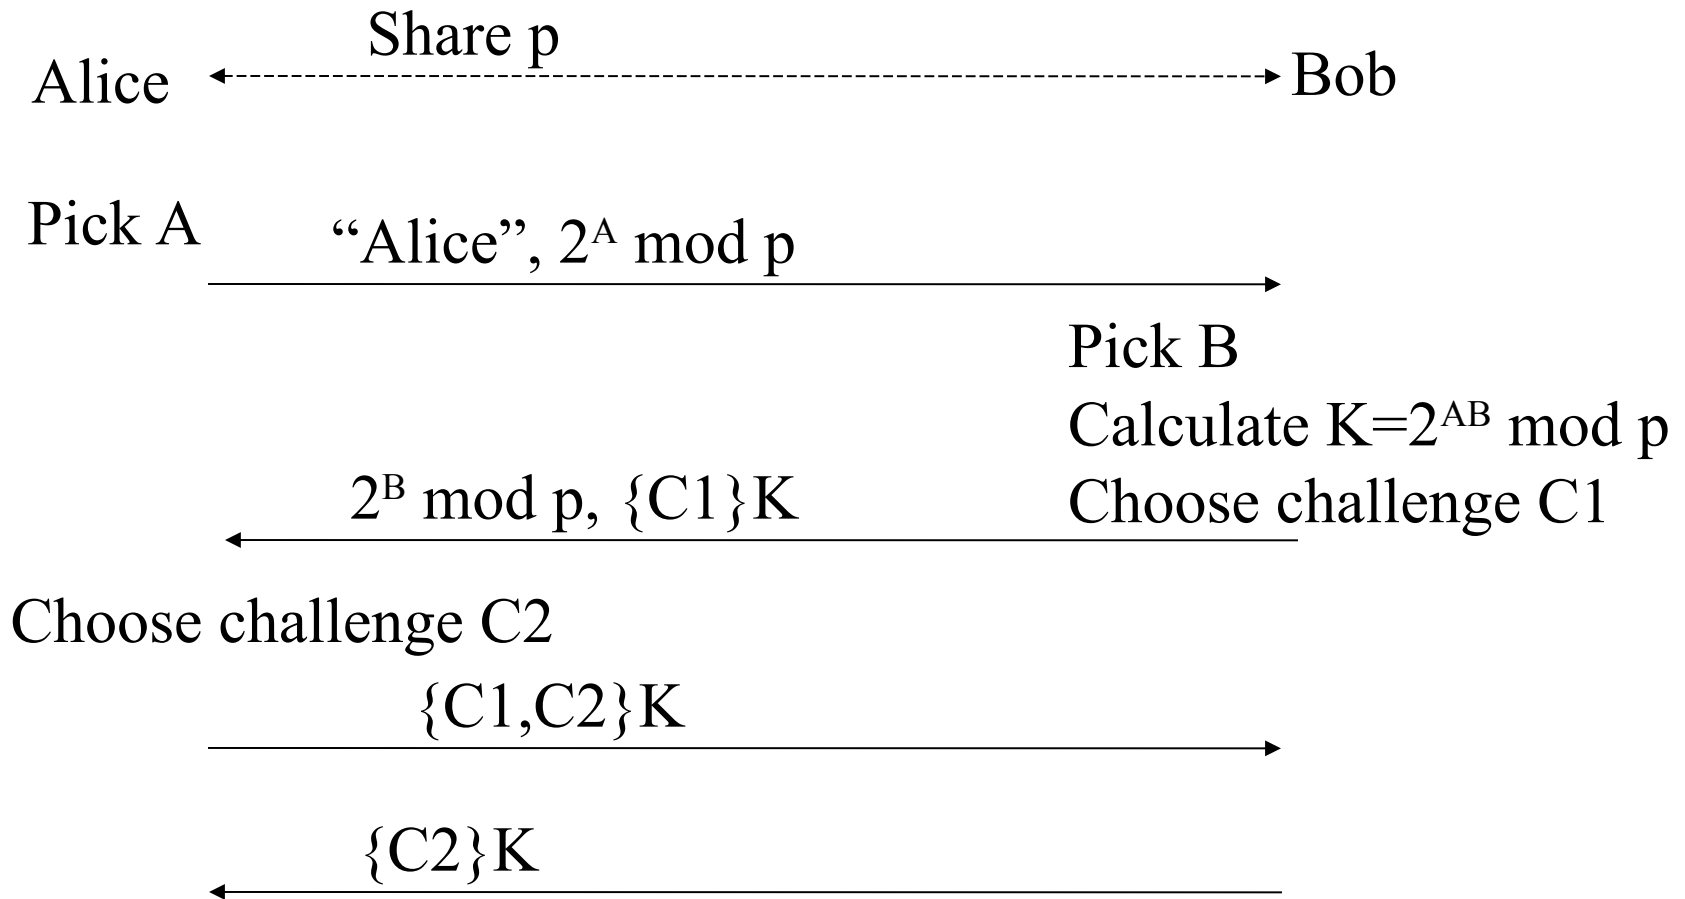 Share p
Alice
Bob
Pick A
“Alice”, 2ᴬ mod p
Pick B
Calculate K=2ᴬᴮ mod p
Choose challenge C1
2ᴮ mod p, {C1}K
Choose challenge C2
{C1,C2}K
{C2}K